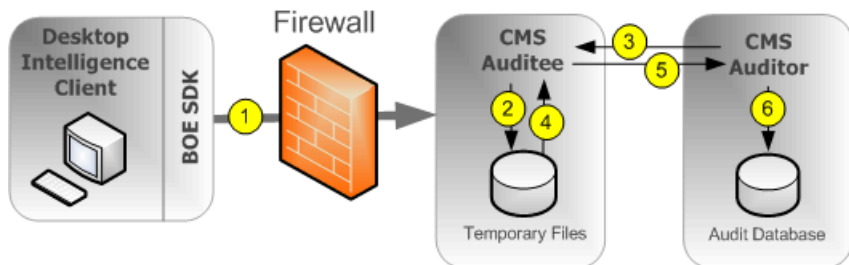 Firewall
Desktop
Intelligence
Client
BOE SDK
1
CMS
Auditee
2
4
Temporary Files
3
5
CMS
Auditor
6
Audit Database